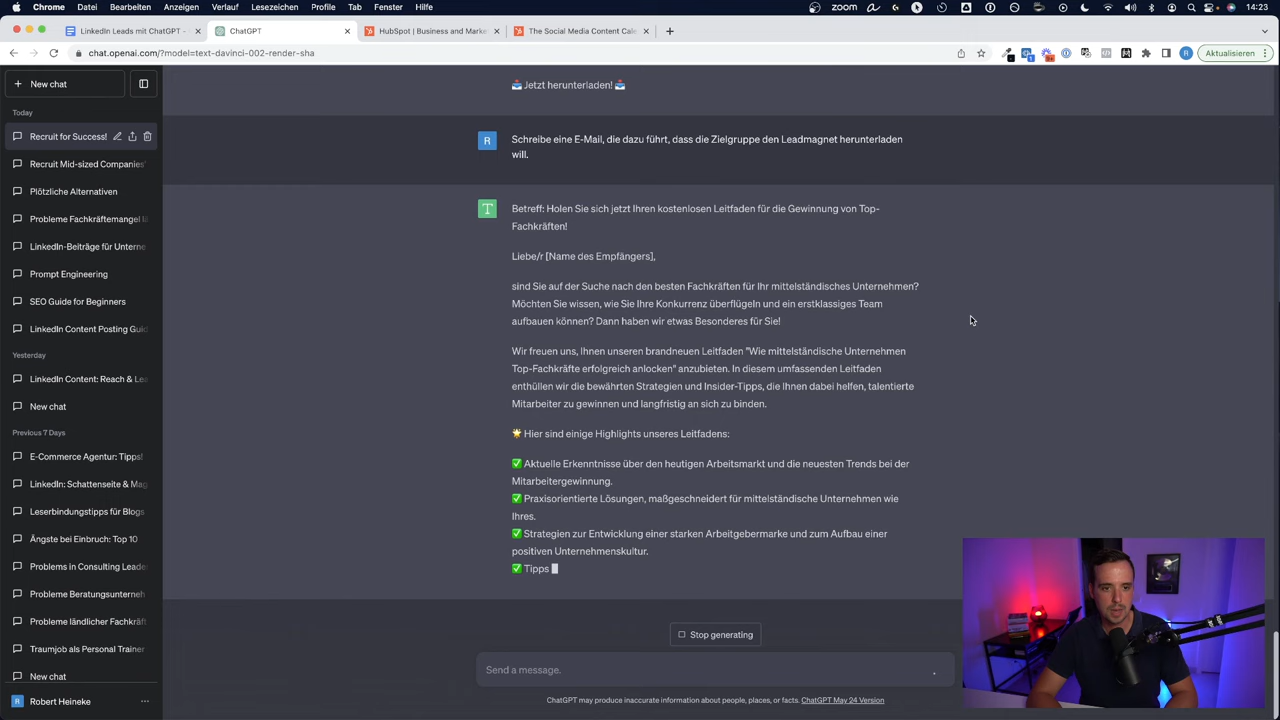 Chrome Bearbeiten Anzeigen Verlauf Lesezeichen Profile Tab Fenster Hilfe zoom 14:23
LinkedIn Leads mit ChatGPT - ChatGPT HubSpot | Business and Marke The Social Media Content Cale
chat.openai.com/?model=text-davinci-002-render-sha Aktualisieren
New chat
Today
Recruit for Success!
Recruit Mid-sized Companies'
Plötzliche Alternativen
Probleme Fachkräftemangel lä
LinkedIn-Beiträge für Unterne
Prompt Engineering
SEO Guide for Beginners
LinkedIn Content Posting Guid
Yesterday
LinkedIn Content: Reach & Lea
New chat
Previous 7 Days
E-Commerce Agentur: Tipps!
LinkedIn: Schattenseite & Mag
Leserbindungstipps für Blogs
Ängste bei Einbruch: Top 10
Problems in Consulting Leade
Probleme Beratungsunterneh
Probleme ländlicher Fachkräft
Traumjob als Personal Trainer
New chat
Robert Heineke
Jetzt herunterladen!
R
Schreibe eine E-Mail, die dazu führt, dass die Zielgruppe den Leadmagnet herunterladen
will.
T
Betreff: Holen Sie sich jetzt Ihren kostenlosen Leitfaden für die Gewinnung von Top-
Fachkräften!
Liebe/r [Name des Empfängers],
sind Sie auf der Suche nach den besten Fachkräften für Ihr mittelständisches Unternehmen?
Möchten Sie wissen, wie Sie Ihre Konkurrenz überflügeln und ein erstklassiges Team
aufbauen können? Dann haben wir etwas Besonderes für Sie!
Wir freuen uns, Ihnen unseren brandneuen Leitfaden "Wie mittelständische Unternehmen
Top-Fachkräfte erfolgreich anlocken" anzubieten. In diesem umfassenden Leitfaden
enthüllen wir die bewährten Strategien und Insider-Tipps, die Ihnen dabei helfen, talentierte
Mitarbeiter zu gewinnen und langfristig an sich zu binden.
Hier sind einige Highlights unseres Leitfadens:
Aktuelle Erkenntnisse über den heutigen Arbeitsmarkt und die neuesten Trends bei der
Mitarbeitergewinnung.
Praxisorientierte Lösungen, maßgeschneidert für mittelständische Unternehmen wie
Ihres.
Strategien zur Entwicklung einer starken Arbeitgebermarke und zum Aufbau einer
positiven Unternehmenskultur.
Tipps
Stop generating
Send a message.
ChatGPT may produce inaccurate information about people, places, or facts. ChatGPT May 24 Version